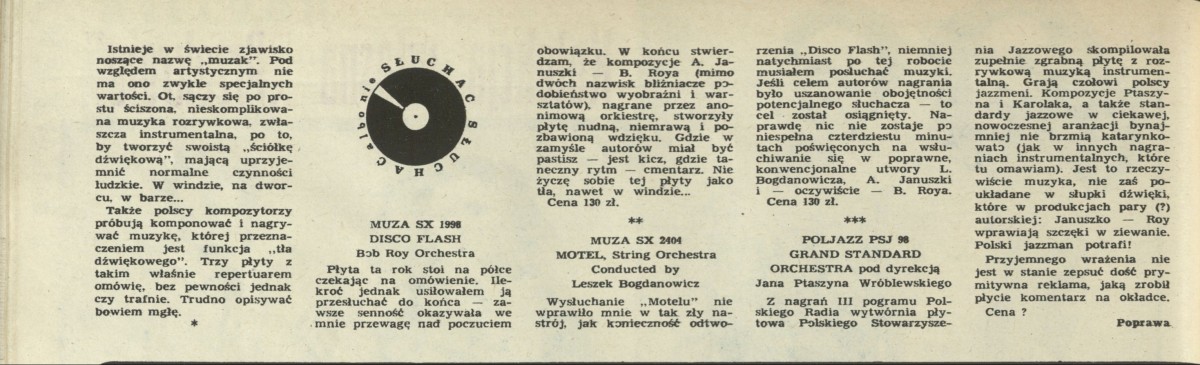 Istnieje w świecie zjawisko
noszące nazwę „muzak”. Pod
względem artystycznym nie
ma ono zwykle specjalnych
wartości. Ot, sączy się po pro-
stu ściszona, nieskomplikowa-
na muzyka rozrywkowa, zwła-
szcza instrumentalna, po to,
by tworzyć swoistą „ściółkę
dźwiękową”, mającą uprzyje-
mnić normalne czynności
ludzkie. W windzie, na dwor-
cu, w barze...
Także polscy kompozytorzy
próbują komponować i nagry-
wać muzykę, której przezna-
czeniem jest funkcja „tła
dźwiękowego”. Trzy płyty z
takim właśnie repertuarem
omówię, bez pewności jednak
czy trafnie. Trudno opisywać
bowiem mgłę.
*
SŁUCHAĆ albo nie SŁUCHAĆ
MUZA SX 1998
DISCO FLASH
Bob Roy Orchestra
Płyta ta rok stoi na półce
czekając na omówienie. Ile-
kroć jednak usiłowałem ją
przesłuchać do końca — za-
wsze senność okazywała we
mnie przewagę nad poczuciem
obowiązku. W końcu stwier-
dzam, że kompozycje A. Ja-
nuszki — B. Roya (mimo
dwóch nazwisk bliźniacze po-
dobieństwo wyobraźni i war-
sztatów), nagrane przez ano-
nimową orkiestrę, stworzyły
płytę nudną, niemrawą i po-
zbawioną wdzięku. Gdzie w
zamyśle autorów miał być
pastisz — jest kicz, gdzie ta-
neczny rytm — cmentarz. Nie
życzę sobie tej płyty jako
tła, nawet w windzie...
Cena 130 zł.
**
MUZA SX 2404
MOTEL, String Orchestra
Conducted by
Leszek Bogdanowicz
Wysłuchanie „Motelu” nie
wprawiło mnie w tak zły na-
strój, jak konieczność odtwo-
rzenia „Disco Flash”, niemniej
natychmiast po tej robocie
musiałem posłuchać muzyki.
Jeśli celem autorów nagrania
było uszanowanie obojętności
potencjalnego słuchacza — to
cel został osiągnięty. Na-
prawdę nic nie zostaje po
niespełna czterdziestu minu-
tach poświęconych na wsłu-
chiwanie się w poprawne,
konwencjonalne utwory L.
Bogdanowicza, A. Januszki
i — oczywiście — B. Roya.
Cena 130 zł.
***
POLJAZZ PSJ 98
GRAND STANDARD
ORCHESTRA pod dyrekcją
Jana Ptaszyna Wróblewskiego
Z nagrań III pogramu Pol-
skiego Radia wytwórnia pły-
towa Polskiego Stowarzysze-
nia Jazzowego skompilowała
zupełnie zgrabną płytę z roz-
rywkową muzyką instrumen-
talną. Grają czołowi polscy
jazzmeni. Kompozycje Ptaszy-
na i Karolaka, a także stan-
dardy jazzowe w ciekawej,
nowoczesnej aranżacji bynaj-
mniej nie brzmią katarynko-
wato (jak w innych nagra-
niach instrumentalnych, które
tu omawiam). Jest to rzeczy-
wiście muzyka, nie zaś po-
układane w słupki dźwięki,
które w produkcjach pary (?)
autorskiej: Januszko — Roy
wprawiają szczęki w ziewanie.
Polski jazzman potrafi!
Przyjemnego wrażenia nie
jest w stanie zepsuć dość pry-
mitywna reklama, jaką zrobił
płycie komentarz na okładce.
Cena ?
Poprawa